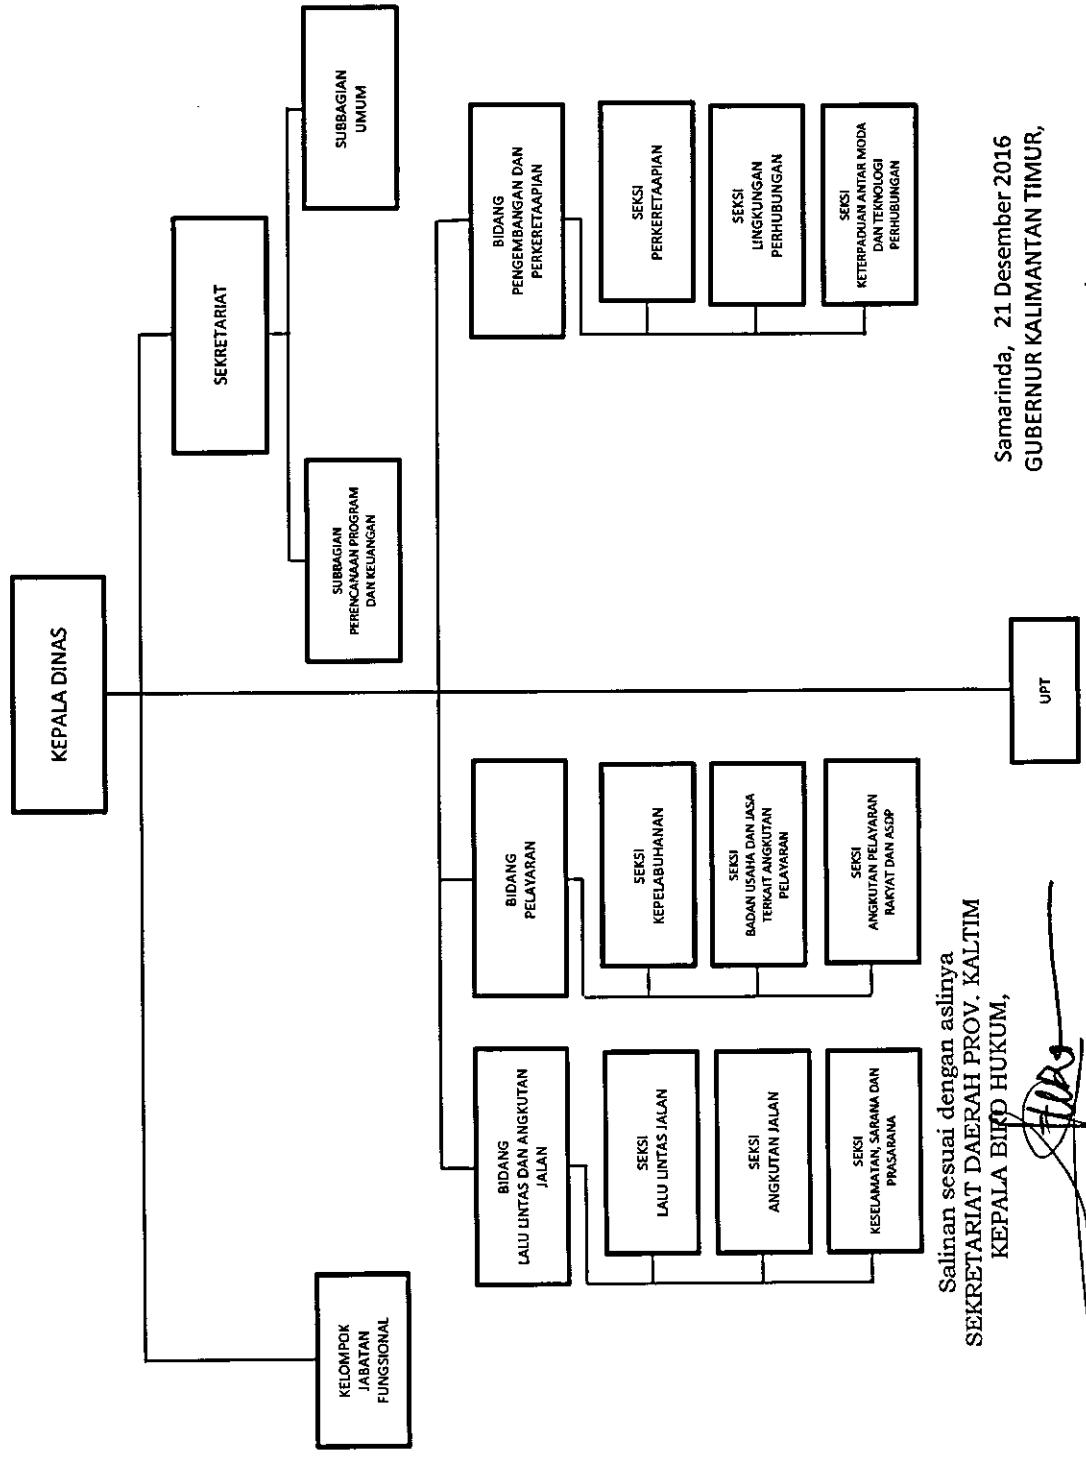 KEPALA DINAS
SEKRETARIAT
KELOMPOK
JABATAN
FUNGSIONAL
SUBBAGIAN
PERENCANAAN PROGRAM
DAN KEUANGAN
SUBBAGIAN
UMUM
BIDANG
LALU LINTAS DAN ANGKUTAN
JALAN
BIDANG
PELAYARAN
BIDANG
PENGEMBANGAN DAN
PERKERETAAPIAN
SEKSI
LALU LINTAS JALAN
SEKSI
KEPELABUHANAN
SEKSI
PERKERETAAPIAN
SEKSI
ANGKUTAN JALAN
SEKSI
BADAN USAHA DAN JASA
TERKAIT ANGKUTAN
PELAYARAN
SEKSI
LINGKUNGAN
PERHUBUNGAN
SEKSI
KESELAMATAN, SARANA DAN
PRASARANA
SEKSI
ANGKUTAN PELAYARAN
RAKYAT DAN ASDP
SEKSI
KETERPADUAN ANTAR MODA
DAN TEKNOLOGI
PERHUBUNGAN
UPT
Salinan sesuai dengan aslinya
SEKRETARIAT DAERAH PROV. KALTIM
KEPALA BIRO HUKUM,
Samarinda, 21 Desember 2016
GUBERNUR KALIMANTAN TIMUR,